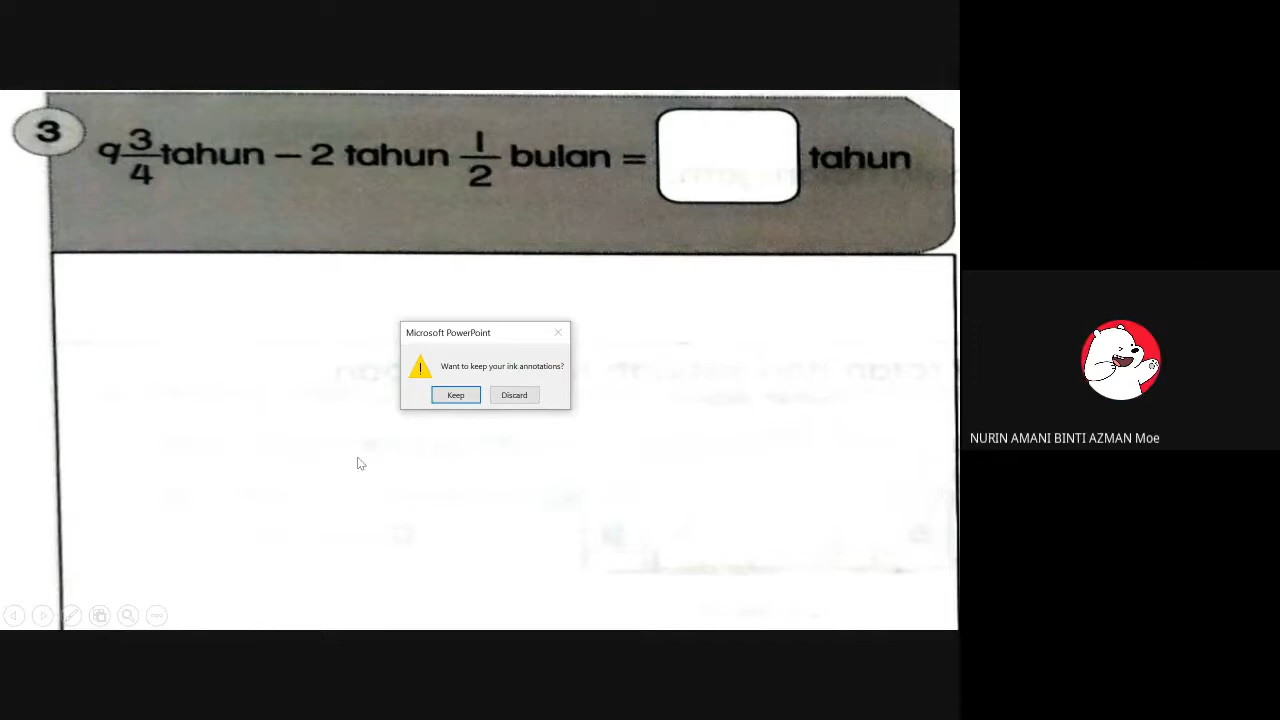 3
9 3/4 tahun – 2 tahun 1/2 bulan = tahun
Microsoft PowerPoint
Want to keep your ink annotations?
Keep Discard
NURIN AMANI BINTI AZMAN Moe